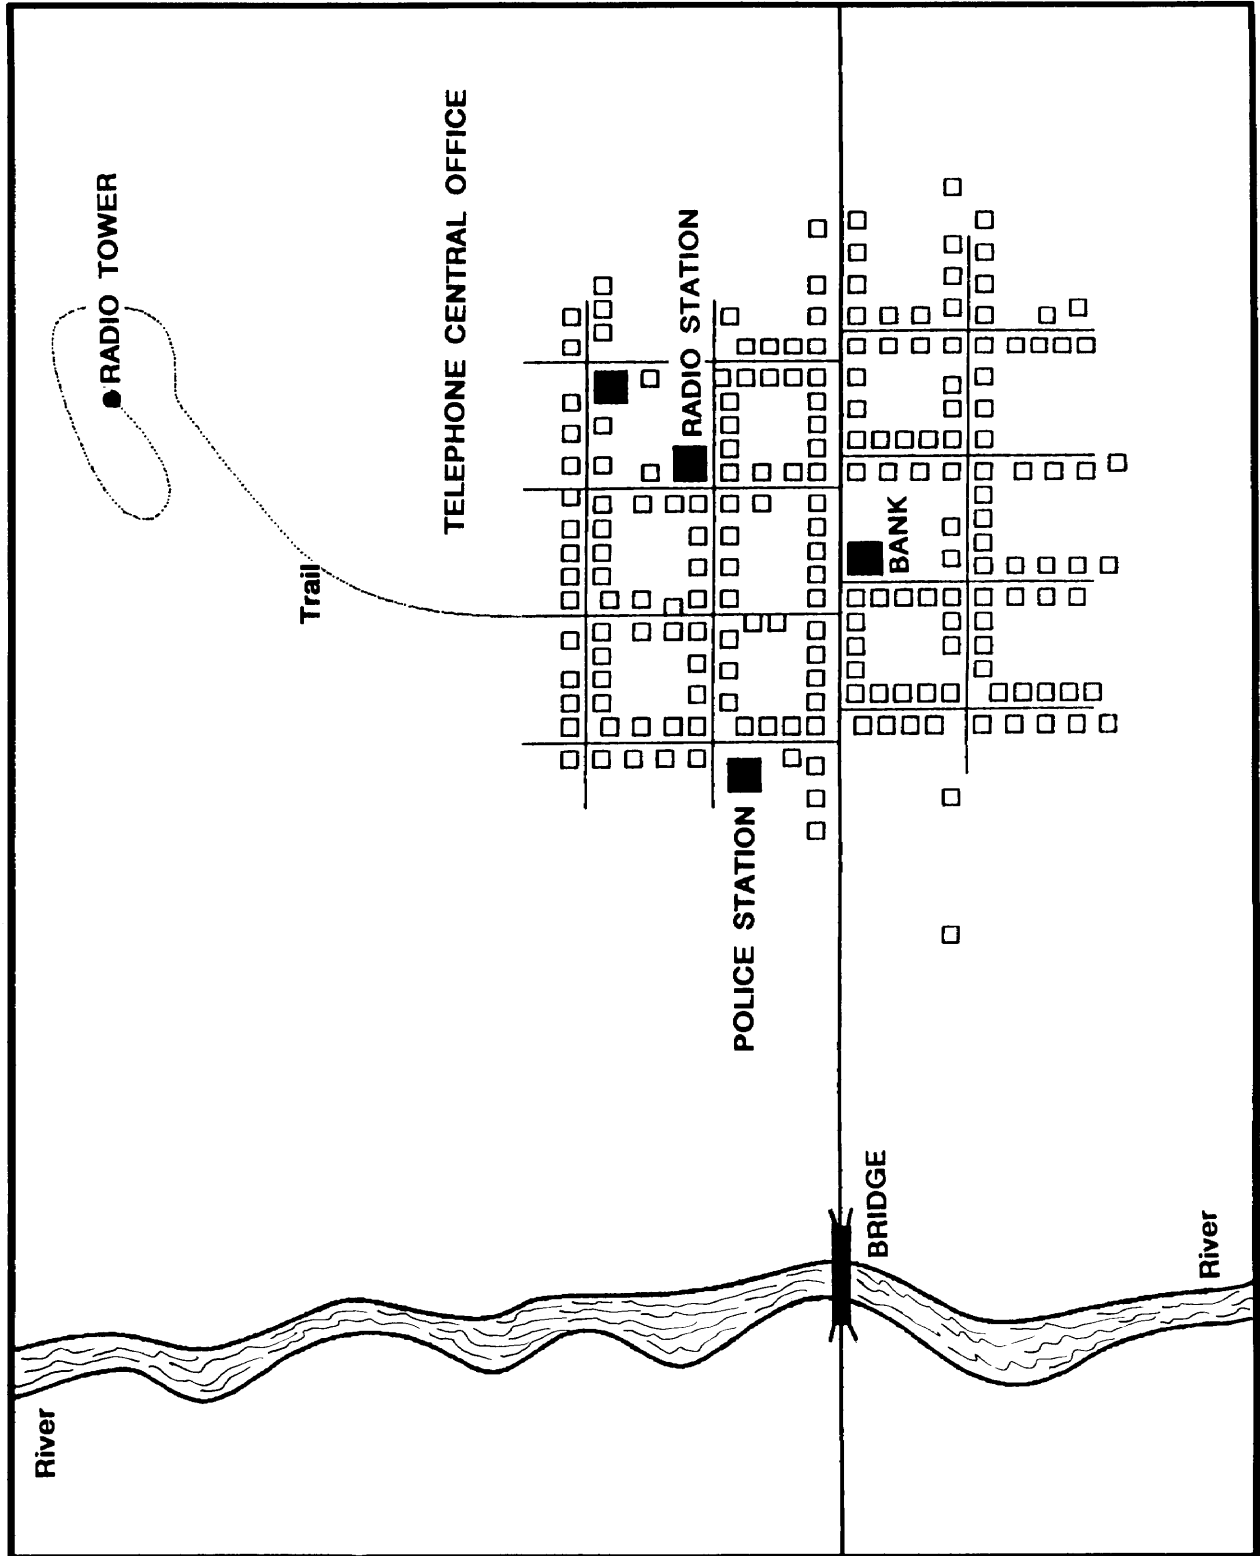 RADIO TOWER
Trail
TELEPHONE CENTRAL OFFICE
RADIO STATION
POLICE STATION
BANK
BRIDGE
River
River